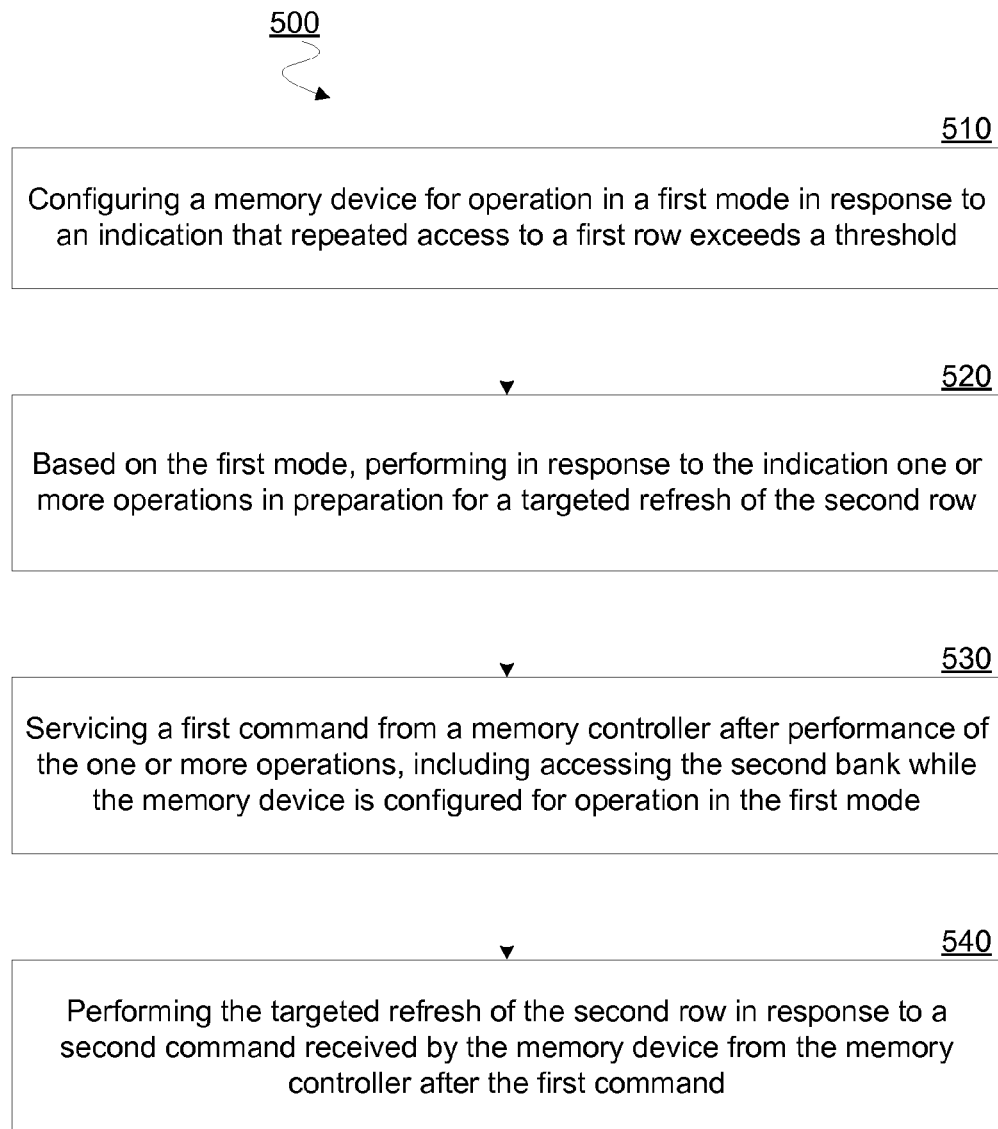 500
510
Configuring a memory device for operation in a first mode in response to
an indication that repeated access to a first row exceeds a threshold
520
Based on the first mode, performing in response to the indication one or
more operations in preparation for a targeted refresh of the second row
530
Servicing a first command from a memory controller after performance of
the one or more operations, including accessing the second bank while
the memory device is configured for operation in the first mode
540
Performing the targeted refresh of the second row in response to a
second command received by the memory device from the memory
controller after the first command